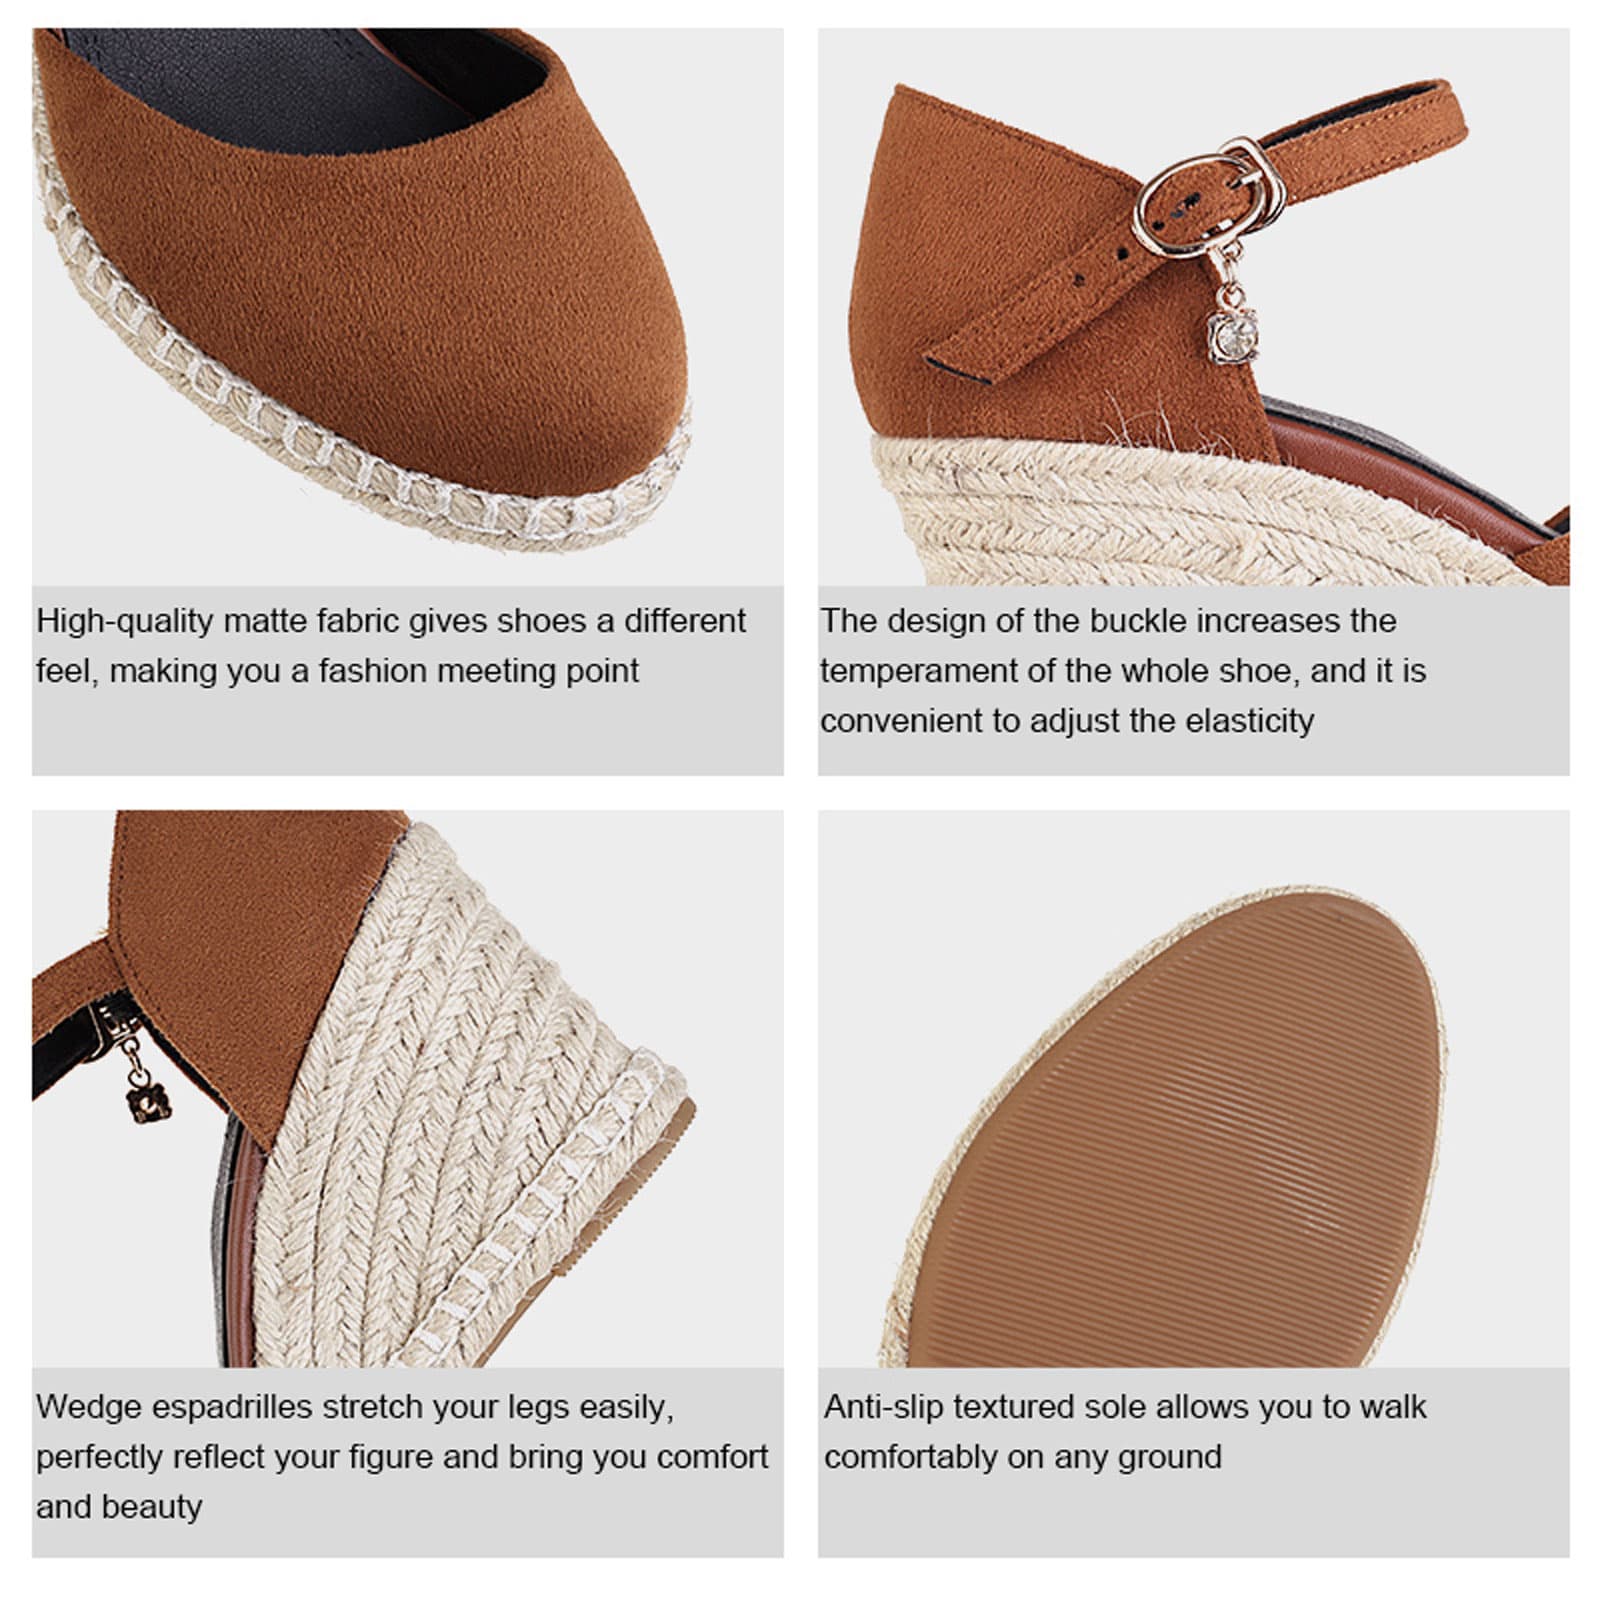 High-quality matte fabric gives shoes a different
feel, making you a fashion meeting point
The design of the buckle increases the
temperament of the whole shoe, and it is
convenient to adjust the elasticity
Wedge espadrilles stretch your legs easily,
perfectly reflect your figure and bring you comfort
and beauty
Anti-slip textured sole allows you to walk
comfortably on any ground